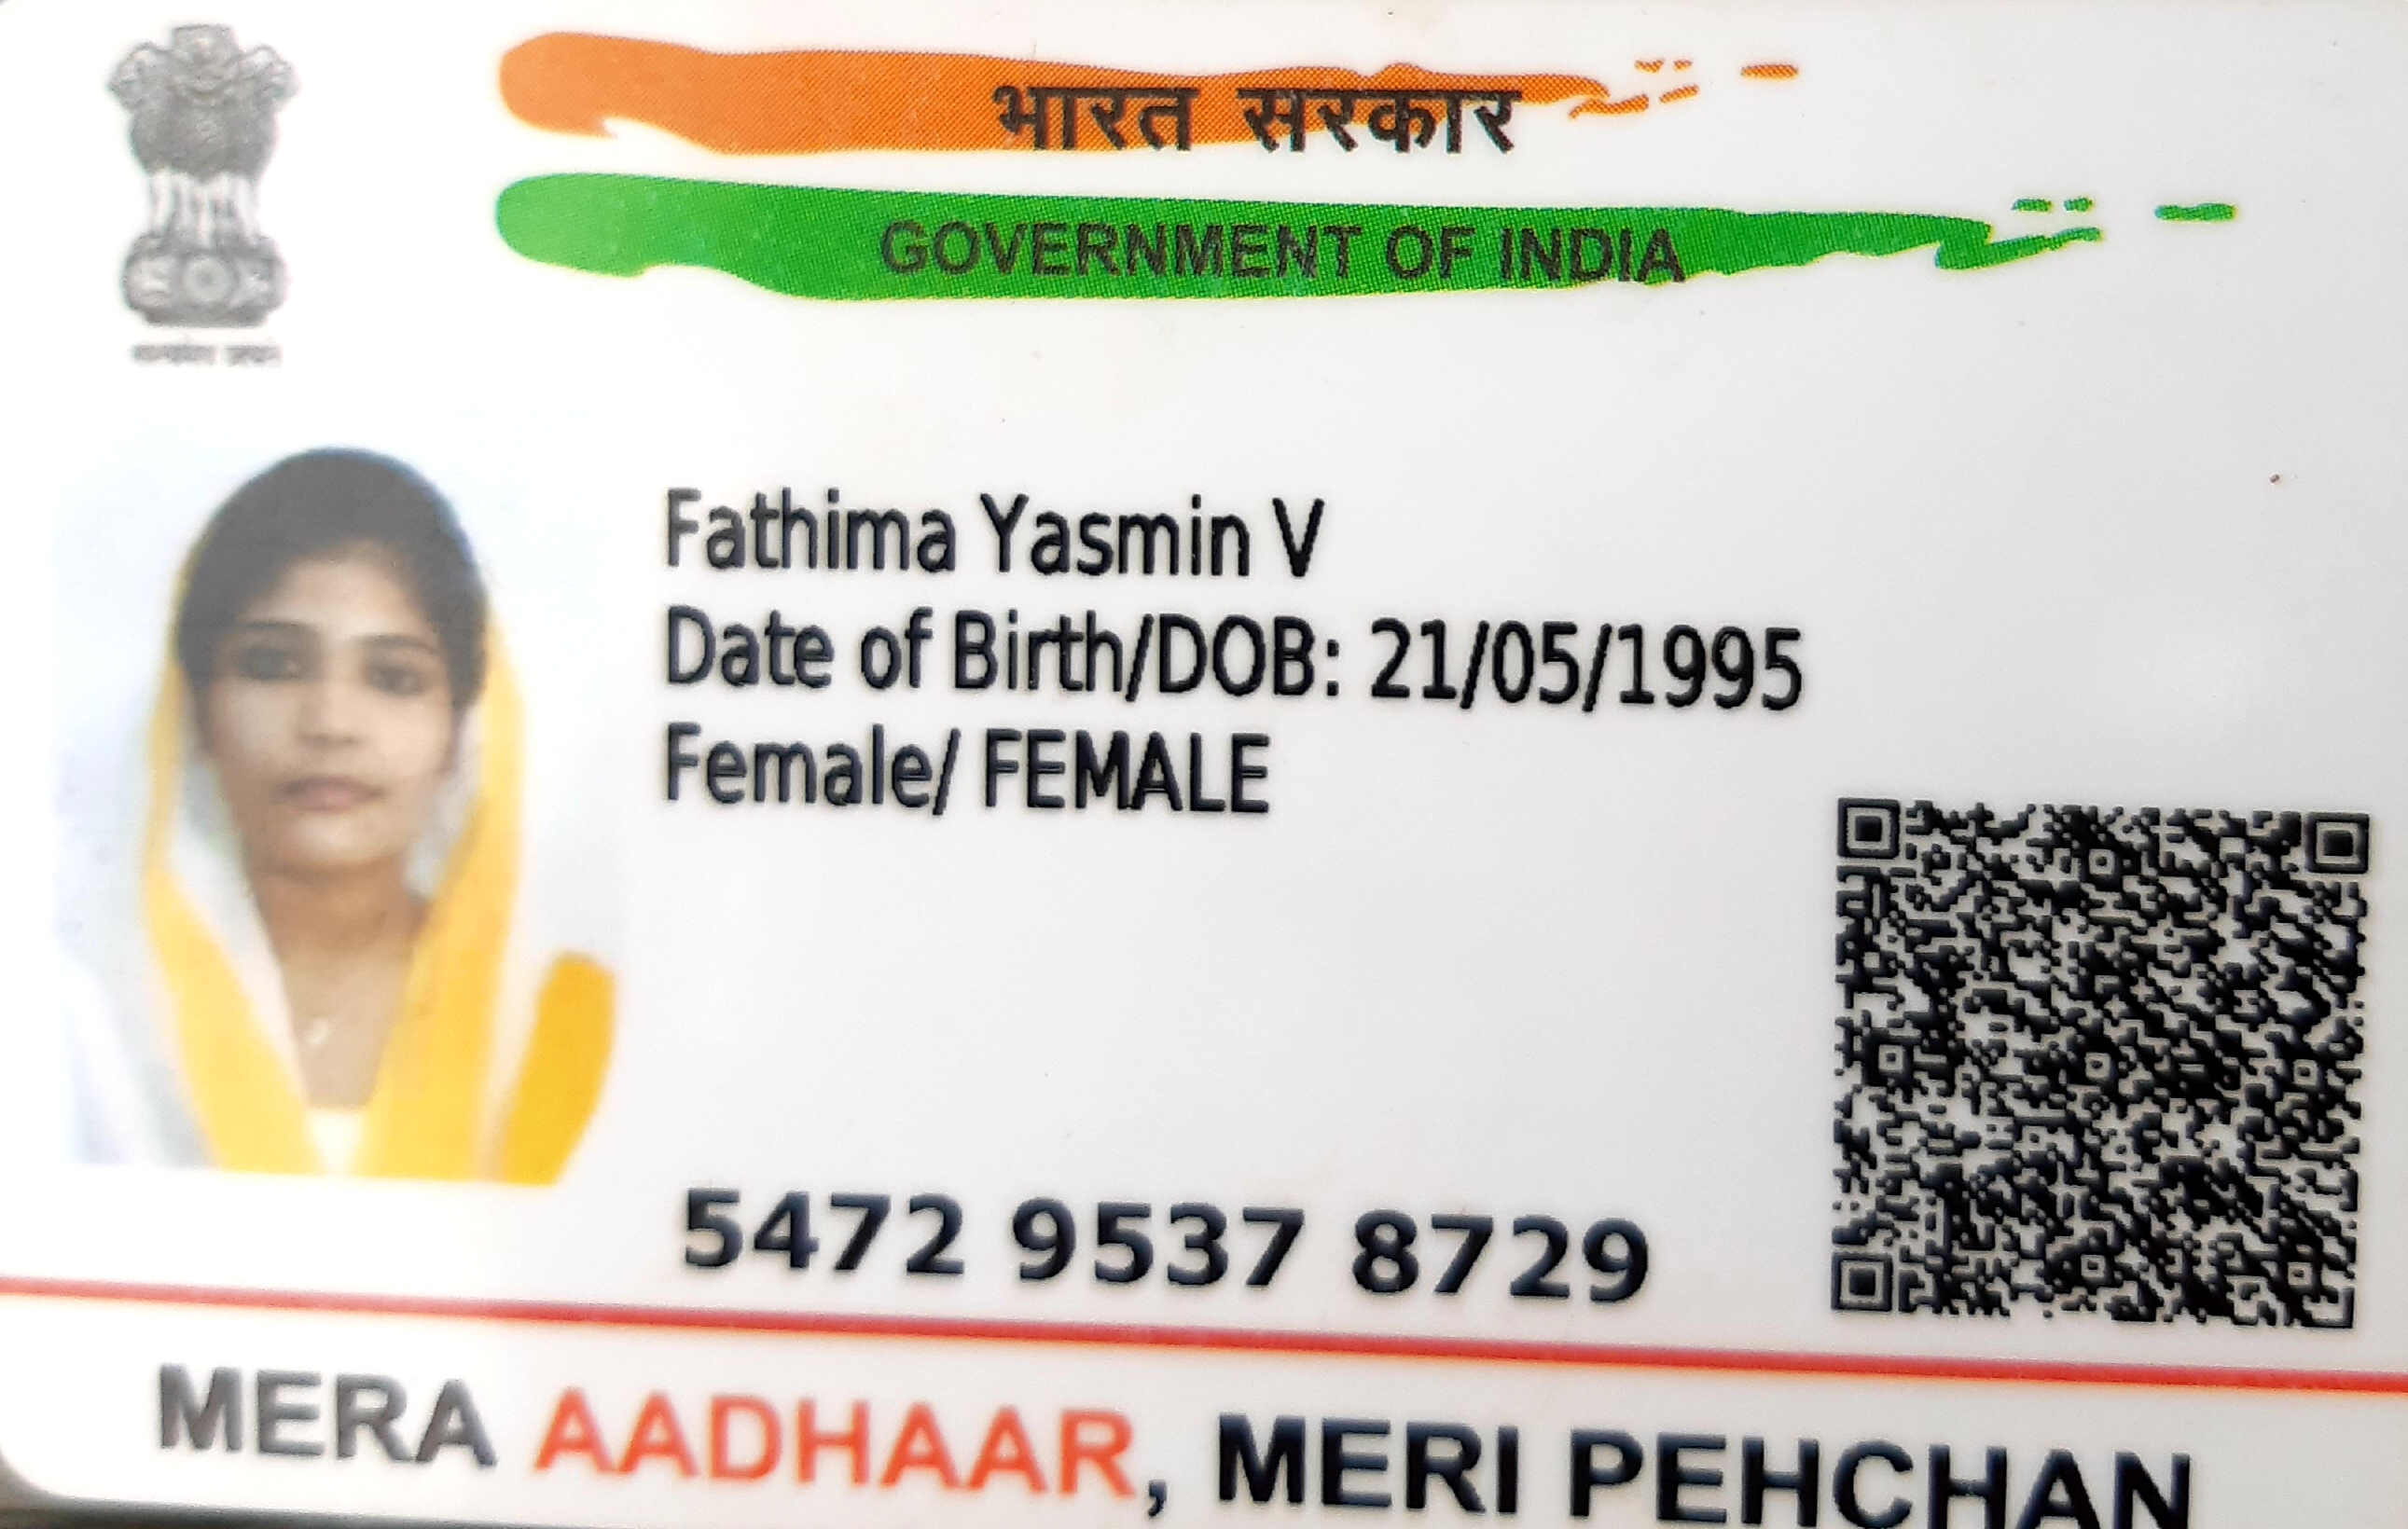 भारत सरकार
GOVERNMENT OF INDIA
Fathima Yasmin V
Date of Birth/DOB: 21/05/1995
Female/ FEMALE
5472 9537 8729
MERA AADHAAR, MERI PEHCHAN